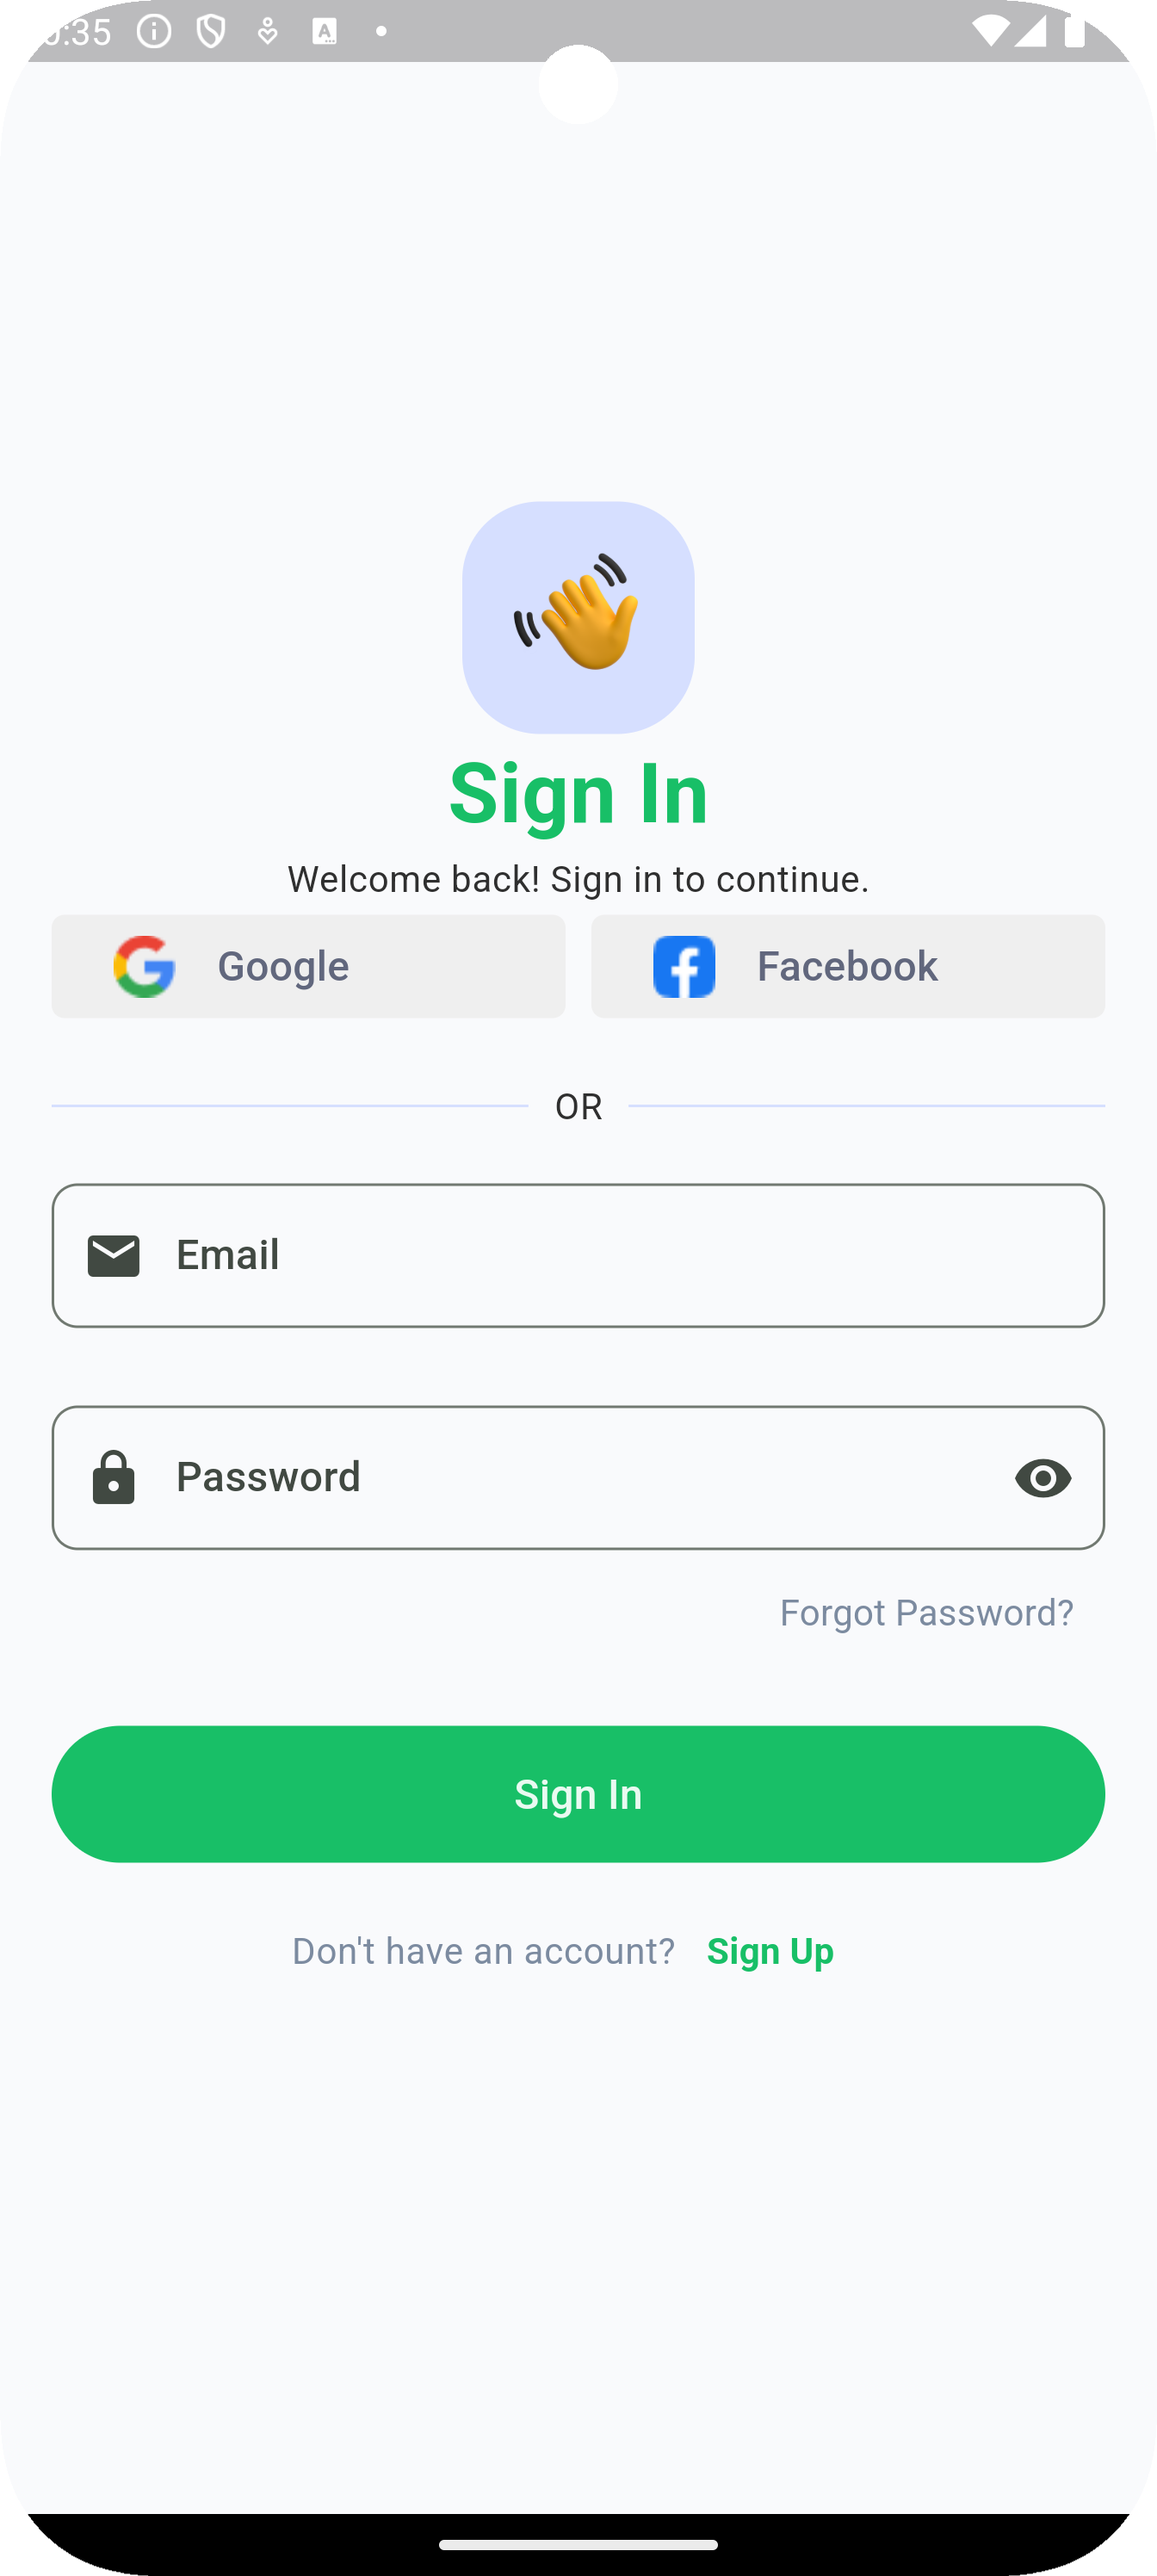 :35
Sign In
Welcome back! Sign in to continue.
Google
Facebook
OR
Email
Password
Forgot Password?
Sign In
Don't have an account? Sign Up